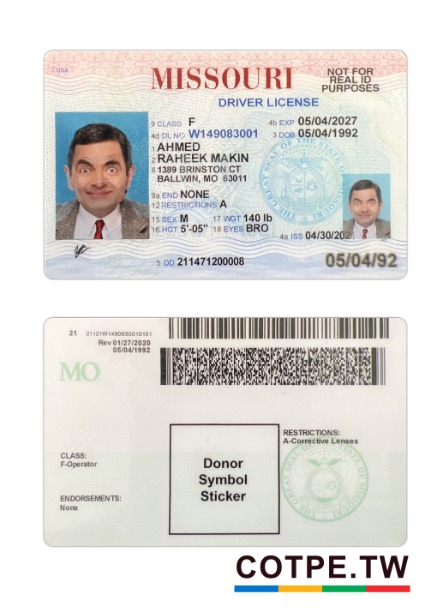 USA
MISSOURI
NOT FOR
REAL ID
PURPOSES
DRIVER LICENSE
9 CLASS F
4b EXP 05/04/2027
4d DL NO. W149083001
3 DOB 05/04/1992
1 AHMED
2 RAHEEK MAKIN
8 1389 BRINSTON CT
BALLWIN, MO 63011
9a END NONE
12 RESTRICTIONS A
15 SEX M 17 WGT 140 lb
16 HGT 5'-05" 18 EYES BRO
4a ISS 04/30/202
5 DD 211471200008
05/04/92
21 21121W1490830010101
Rev 01/27/2020
05/04/1992
MO
CLASS:
F-Operator
ENDORSEMENTS:
None
Donor
Symbol
Sticker
RESTRICTIONS:
A-Corrective Lenses
COTPE.TW